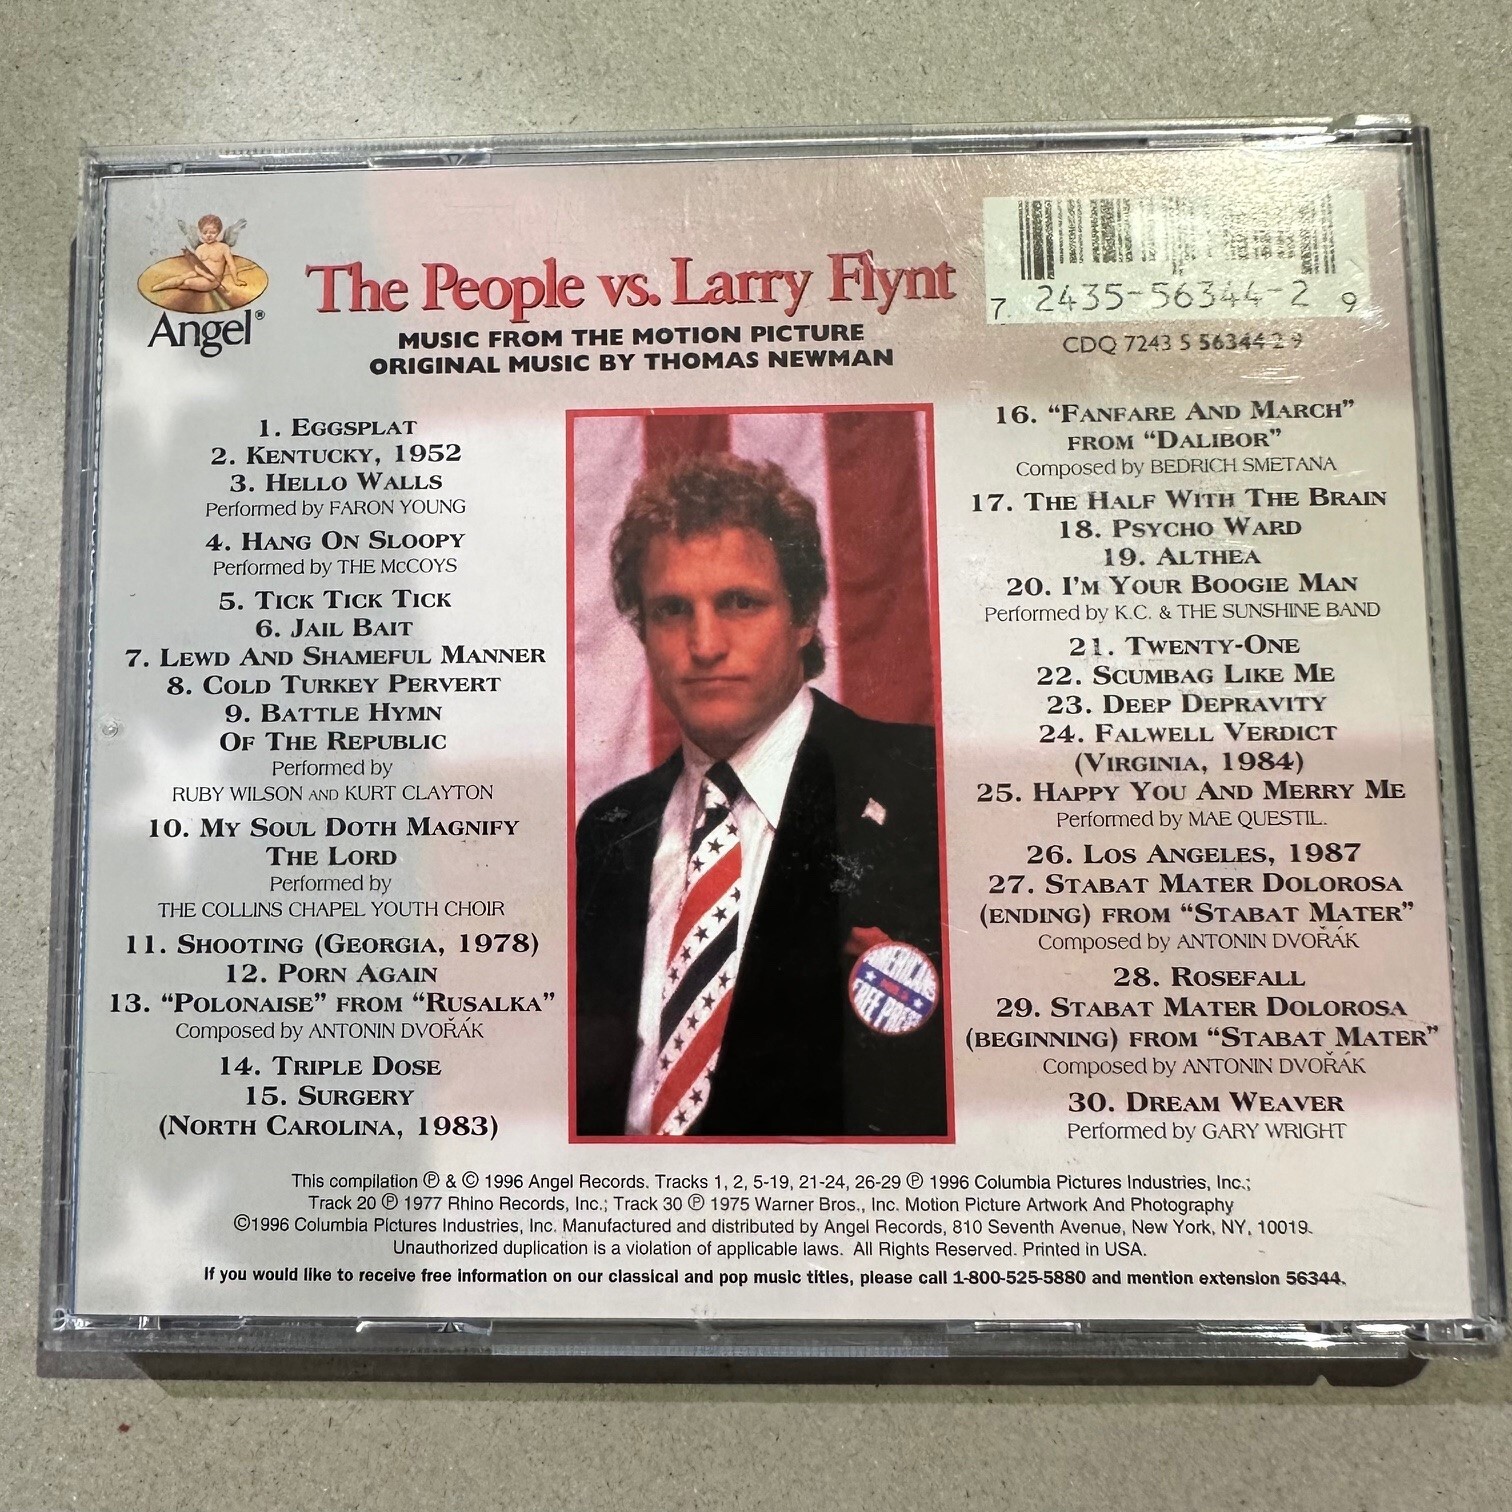 Angel®
The People vs. Larry Flynt
MUSIC FROM THE MOTION PICTURE
ORIGINAL MUSIC BY THOMAS NEWMAN
7 2435-56344-2 9
CDQ 7243 5 56344 2 9
1. EGGSPLAT
2. KENTUCKY, 1952
3. HELLO WALLS
Performed by FARON YOUNG
4. HANG ON SLOOPY
Performed by THE McCOYS
5. TICK TICK TICK
6. JAIL BAIT
7. LEWD AND SHAMEFUL MANNER
8. COLD TURKEY PERVERT
9. BATTLE HYMN
OF THE REPUBLIC
Performed by
RUBY WILSON AND KURT CLAYTON
10. MY SOUL DOTH MAGNIFY
THE LORD
Performed by
THE COLLINS CHAPEL YOUTH CHOIR
11. SHOOTING (GEORGIA, 1978)
12. PORN AGAIN
13. "POLONAISE" FROM "RUSALKA"
Composed by ANTONIN DVOŘÁK
14. TRIPLE DOSE
15. SURGERY
(NORTH CAROLINA, 1983)
AMERICANS
FOR A
FREE PRESS
16. "FANFARE AND MARCH"
FROM "DALIBOR"
Composed by BEDRICH SMETANA
17. THE HALF WITH THE BRAIN
18. PSYCHO WARD
19. ALTHEA
20. I'M YOUR BOOGIE MAN
Performed by K.C. & THE SUNSHINE BAND
21. TWENTY-ONE
22. SCUMBAG LIKE ME
23. DEEP DEPRAVITY
24. FALWELL VERDICT
(VIRGINIA, 1984)
25. HAPPY YOU AND MERRY ME
Performed by MAE QUESTIL.
26. LOS ANGELES, 1987
27. STABAT MATER DOLOROSA
(ENDING) FROM "STABAT MATER"
Composed by ANTONIN DVOŘÁK
28. ROSEFALL
29. STABAT MATER DOLOROSA
(BEGINNING) FROM "STABAT MATER"
Composed by ANTONIN DVOŘÁK
30. DREAM WEAVER
Performed by GARY WRIGHT
This compilation ℗ & © 1996 Angel Records. Tracks 1, 2, 5-19, 21-24, 26-29 ℗ 1996 Columbia Pictures Industries, Inc.;
Track 20 ℗ 1977 Rhino Records, Inc.; Track 30 ℗ 1975 Warner Bros., Inc. Motion Picture Artwork And Photography
©1996 Columbia Pictures Industries, Inc. Manufactured and distributed by Angel Records, 810 Seventh Avenue, New York, NY, 10019.
Unauthorized duplication is a violation of applicable laws. All Rights Reserved. Printed in USA.
If you would like to receive free information on our classical and pop music titles, please call 1-800-525-5880 and mention extension 56344.